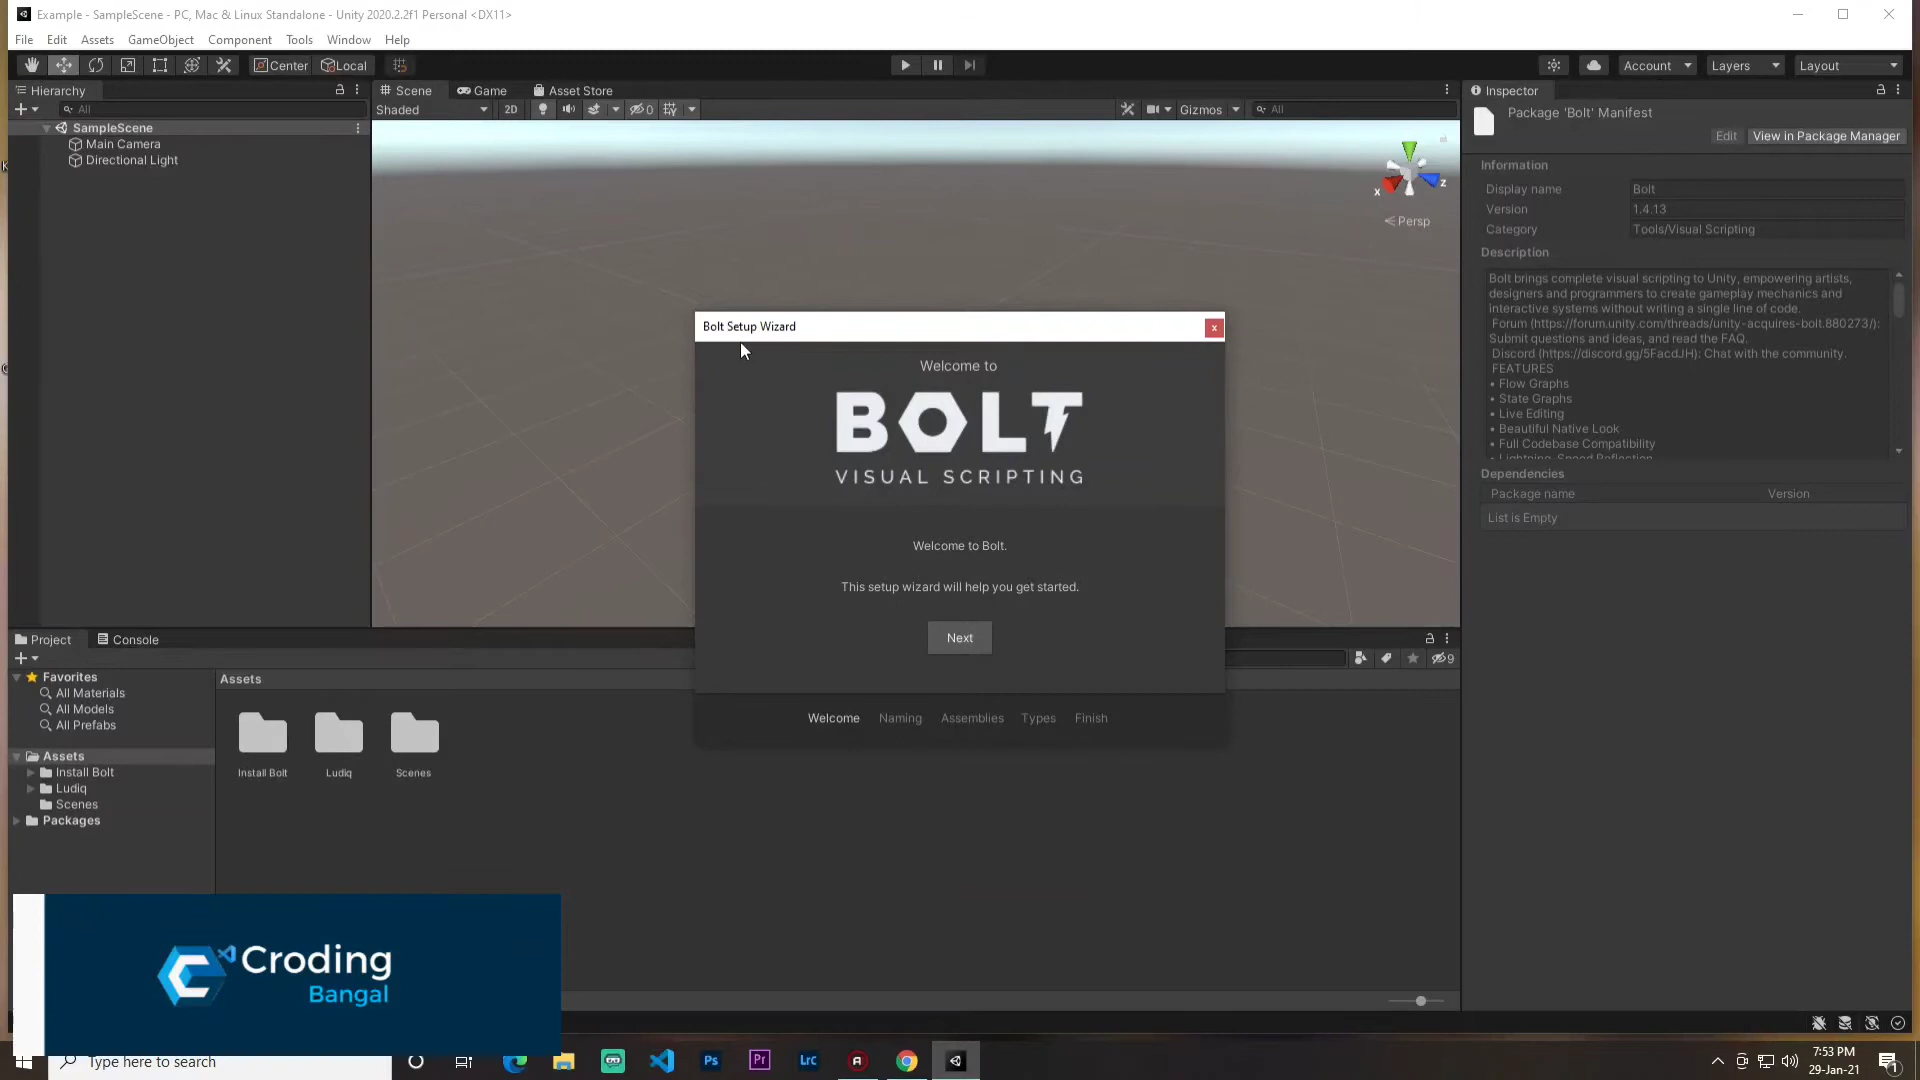 Example - SampleScene - PC, Mac & Linux Standalone - Unity 2020.2.2f1 Personal <DX11>
File Edit Assets GameObject Component Tools Window Help
Center Local Account Layers Layout
Hierarchy
All
SampleScene
Main Camera
Directional Light
Scene Game Asset Store
Shaded 2D 0 Gizmos All
x z
Persp
Inspector
Package 'Bolt' Manifest
Edit View in Package Manager
Information
Display name Bolt
Version 1.4.13
Category Tools/Visual Scripting
Description
Bolt brings complete visual scripting to Unity, empowering artists,
designers and programmers to create gameplay mechanics and
interactive systems without writing a single line of code.
Forum (https://forum.unity.com/threads/unity-acquires-bolt.880273/):
Submit questions and ideas, and read the FAQ.
Discord (https://discord.gg/5FacdJH): Chat with the community.
FEATURES
• Flow Graphs
• State Graphs
• Live Editing
• Beautiful Native Look
• Full Codebase Compatibility
• Lightning-Speed Reflection
Dependencies
Package name Version
List is Empty
Bolt Setup Wizard x
Welcome to
BOLT
VISUAL SCRIPTING
Welcome to Bolt.
This setup wizard will help you get started.
Next
Welcome Naming Assemblies Types Finish
Project Console
9
Favorites
All Materials
All Models
All Prefabs
Assets
Install Bolt
Ludiq
Scenes
Packages
Assets
Install Bolt Ludiq Scenes
Croding
Bangal
Type here to search
Ps Pr Lrc
7:53 PM
29-Jan-21
1